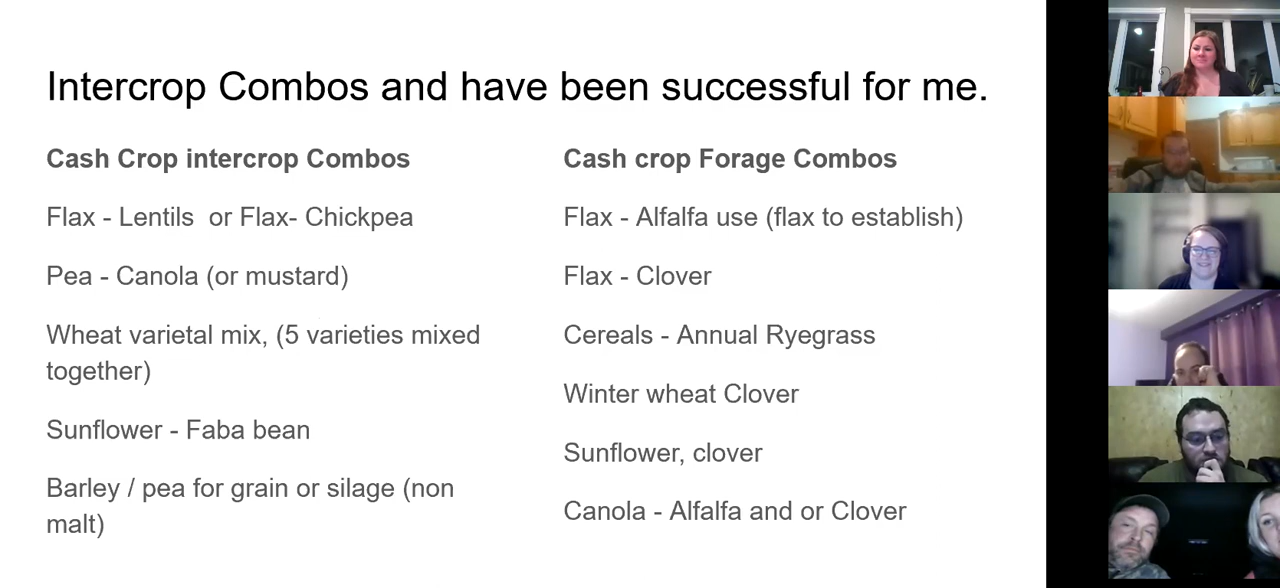 Intercrop Combos and have been successful for me.
Cash Crop intercrop Combos
Flax - Lentils  or Flax- Chickpea
Pea - Canola (or mustard)
Wheat varietal mix, (5 varieties mixed
together)
Sunflower - Faba bean
Barley / pea for grain or silage (non
malt)
Cash crop Forage Combos
Flax - Alfalfa use (flax to establish)
Flax - Clover
Cereals - Annual Ryegrass
Winter wheat Clover
Sunflower, clover
Canola - Alfalfa and or Clover